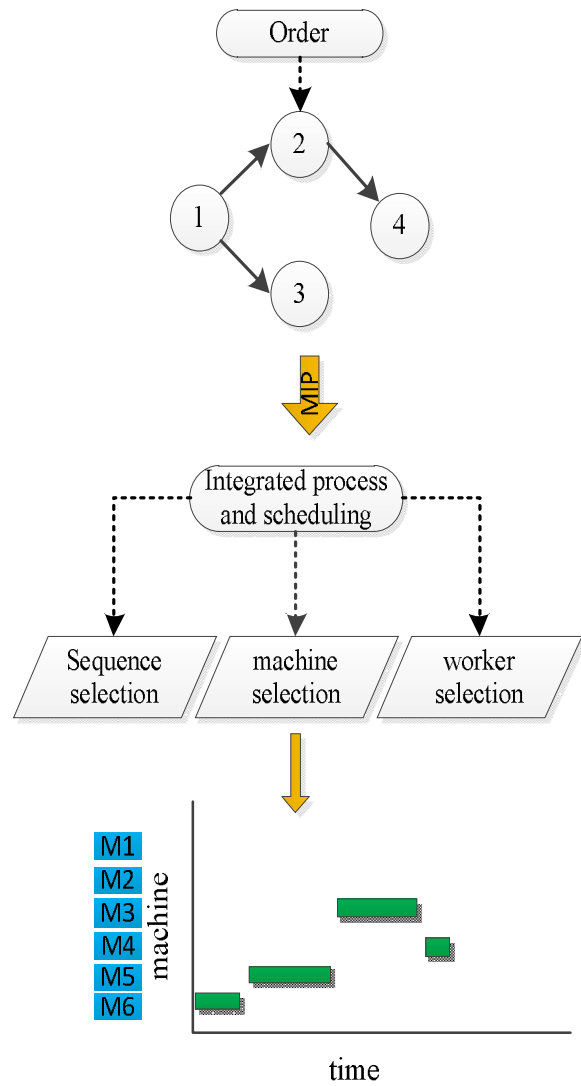 Order
2
1
4
3
MIP
Integrated process
and scheduling
Sequence
selection
machine
selection
worker
selection
M1
M2
M3
M4
M5
M6
machine
time